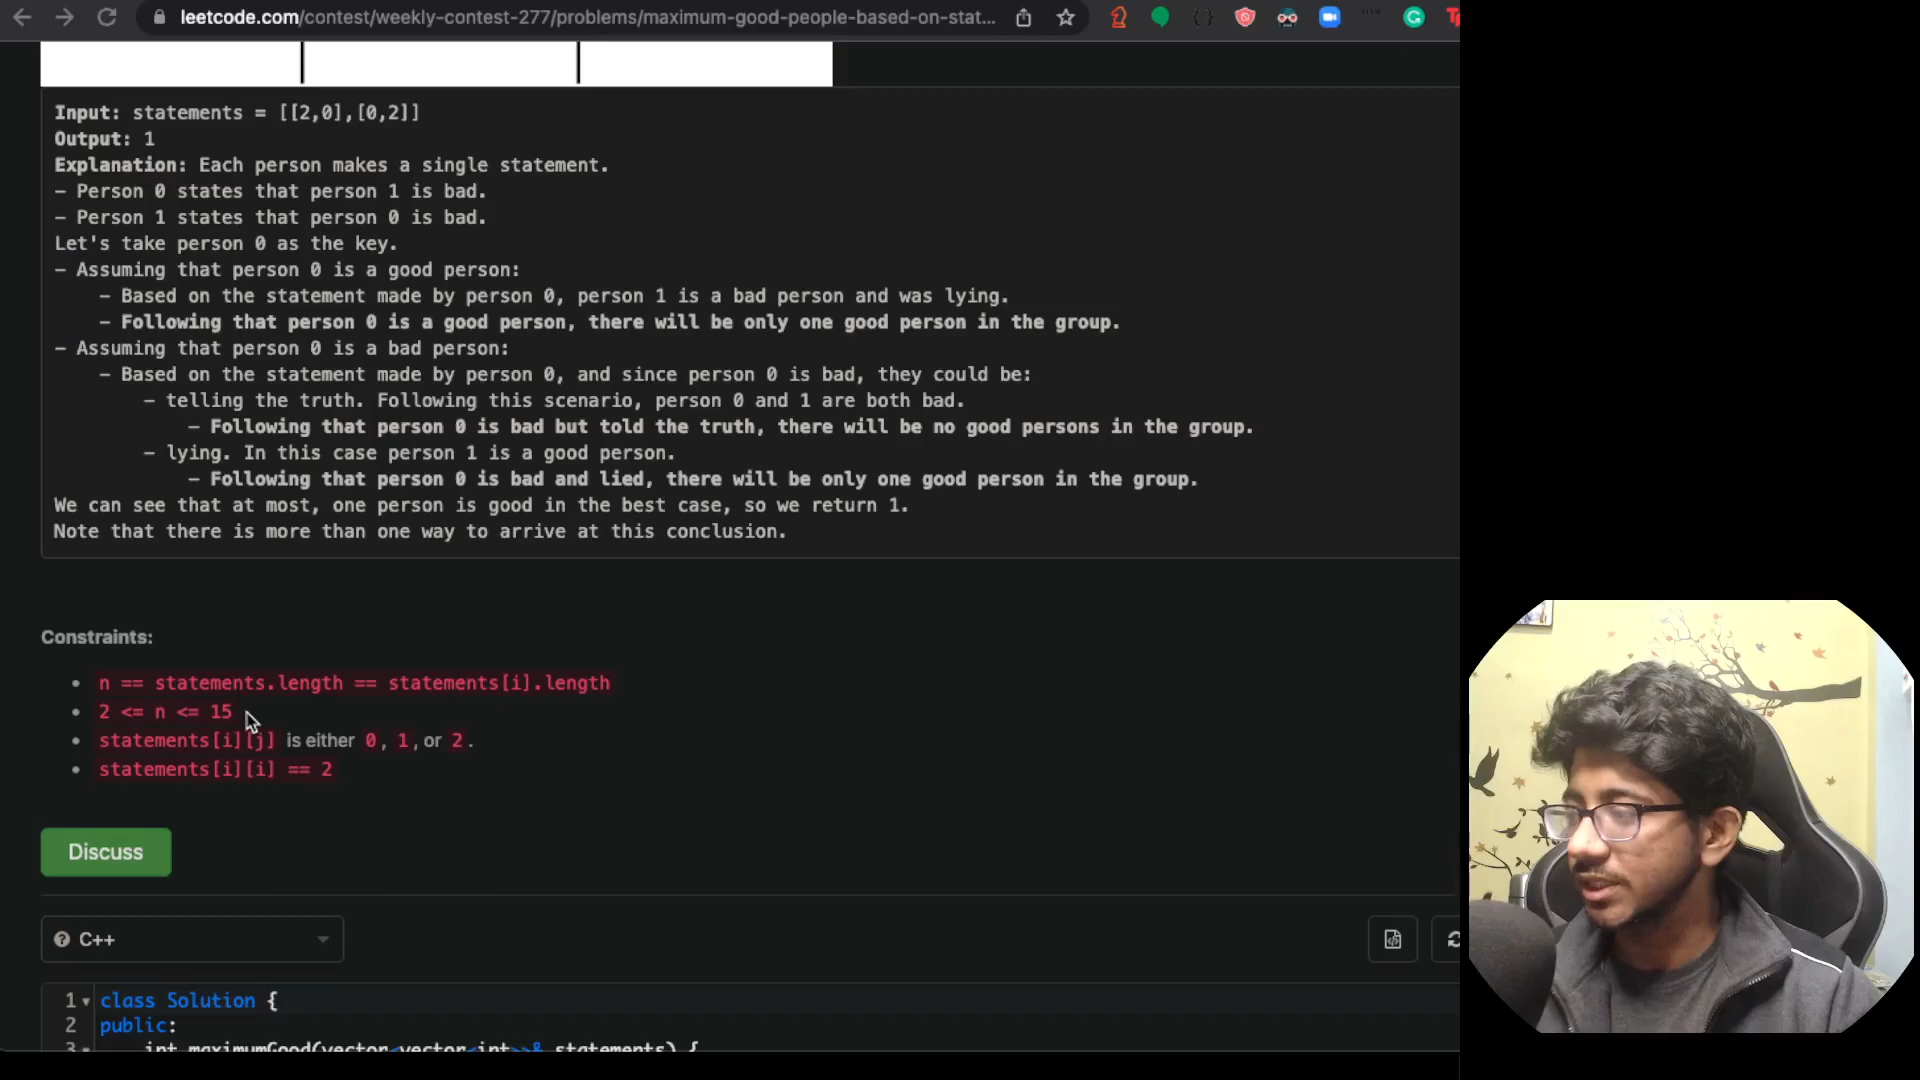 leetcode.com/contest/weekly-contest-277/problems/maximum-good-people-based-on-stat...
Input: statements = [[2,0],[0,2]]
Output: 1
Explanation: Each person makes a single statement.
- Person 0 states that person 1 is bad.
- Person 1 states that person 0 is bad.
Let's take person 0 as the key.
- Assuming that person 0 is a good person:
- Based on the statement made by person 0, person 1 is a bad person and was lying.
- Following that person 0 is a good person, there will be only one good person in the group.
- Assuming that person 0 is a bad person:
- Based on the statement made by person 0, and since person 0 is bad, they could be:
- telling the truth. Following this scenario, person 0 and 1 are both bad.
- Following that person 0 is bad but told the truth, there will be no good persons in the group.
- lying. In this case person 1 is a good person.
- Following that person 0 is bad and lied, there will be only one good person in the group.
We can see that at most, one person is good in the best case, so we return 1.
Note that there is more than one way to arrive at this conclusion.
Constraints:
• n == statements.length == statements[i].length
• 2 <= n <= 15
• statements[i][j] is either 0, 1, or 2.
• statements[i][i] == 2
Discuss
C++
1 class Solution {
2 public:
3 int maximumGood(vector<vector<int>>& statements) {